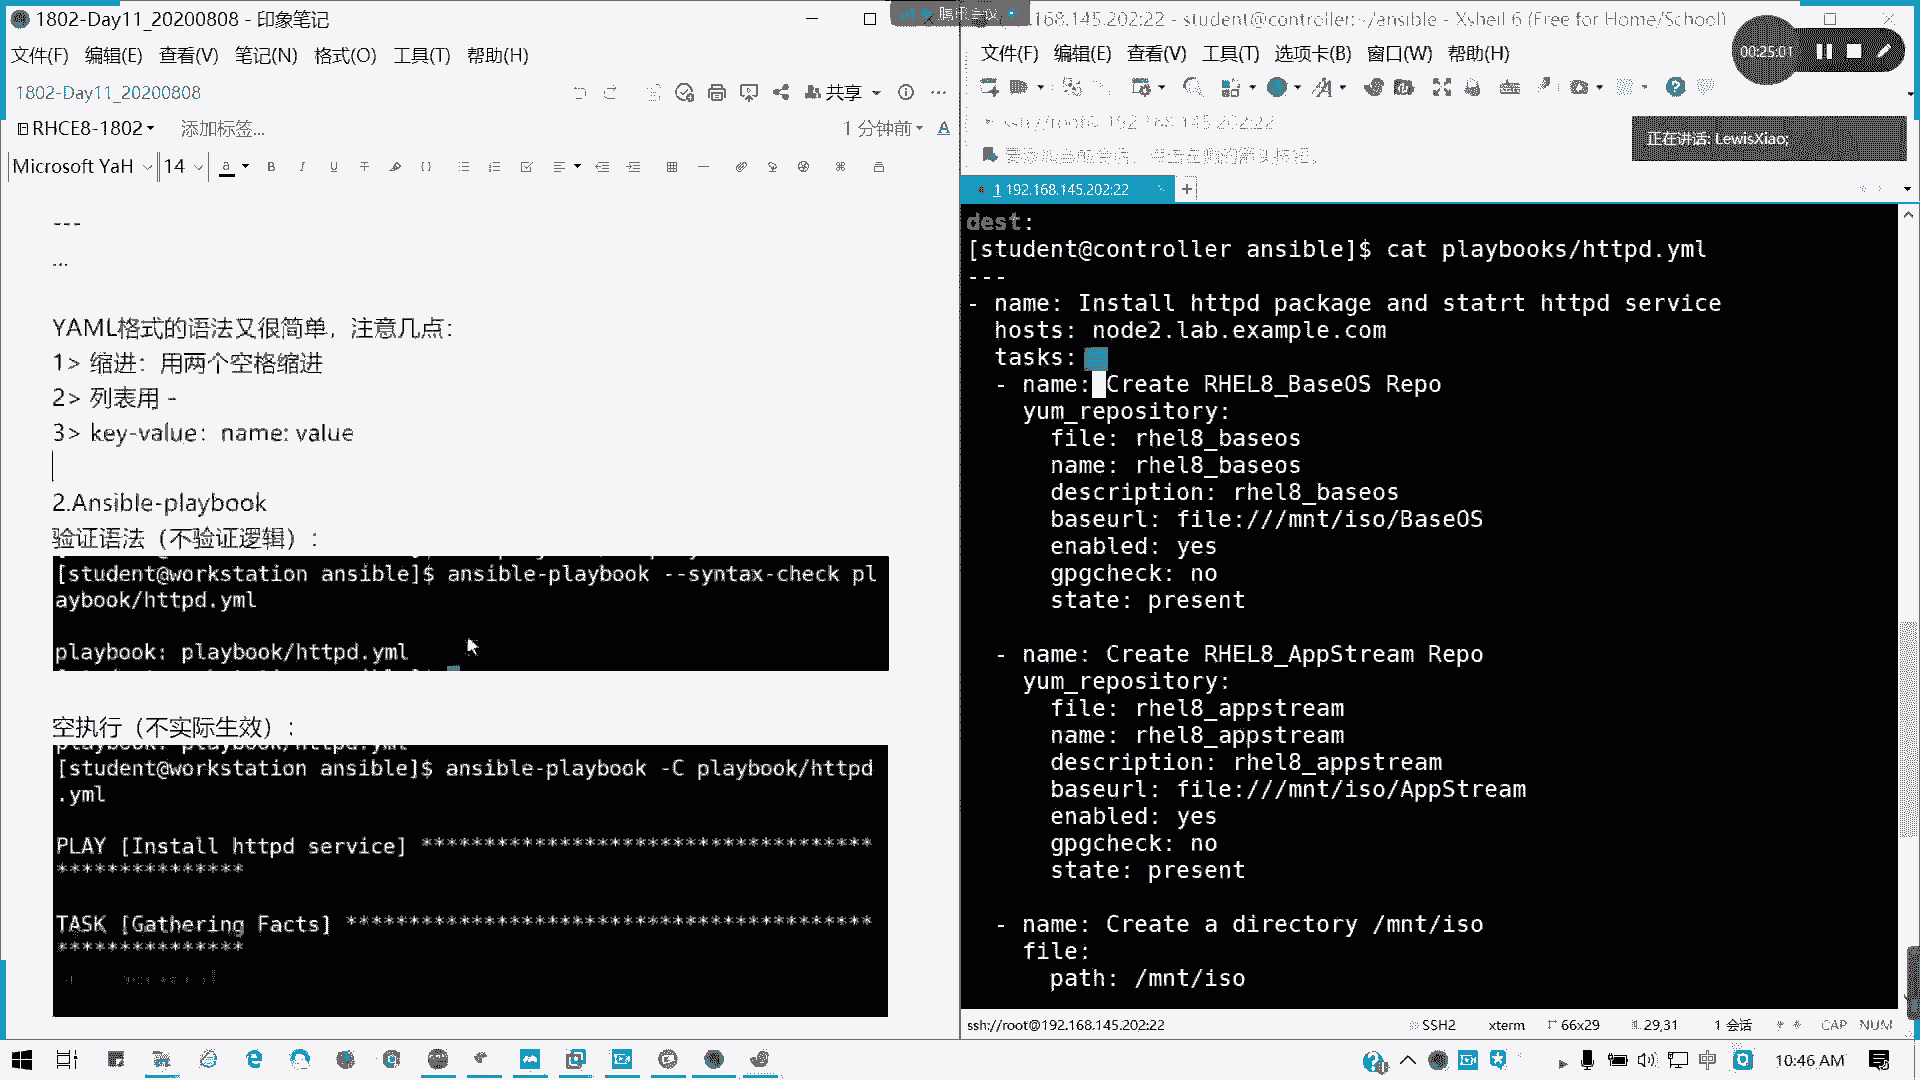 1802-Day11_20200808 - 印象笔记
文件(F) 编辑(E) 查看(V) 笔记(N) 格式(O) 工具(T) 帮助(H)
1802-Day11_20200808
共享
RHCE8-1802
添加标签...
1 分钟前
Microsoft YaH
14
---
...
YAML格式的语法又很简单，注意几点：
1> 缩进：用两个空格缩进
2> 列表用 -
3> key-value：name: value
2.Ansible-playbook
验证语法（不验证逻辑）：
[student@workstation ansible]$ ansible-playbook --syntax-check pl
aybook/httpd.yml
playbook: playbook/httpd.yml
空执行（不实际生效）：
playbook: playbook/httpd.yml
[student@workstation ansible]$ ansible-playbook -C playbook/httpd
.yml
PLAY [Install httpd service] ************************************
***************
TASK [Gathering Facts] ******************************************
***************
腾讯会议
.168.145.202:22 - student@controller:~/ansible - Xshell 6 (Free for Home/School)
文件(F) 编辑(E) 查看(V) 工具(T) 选项卡(B) 窗口(W) 帮助(H)
00:25:01
ssh://root@192.168.145.202:22
正在讲话: LewisXiao;
1 192.168.145.202:22
dest:
[student@controller ansible]$ cat playbooks/httpd.yml
---
- name: Install httpd package and statrt httpd service
  hosts: node2.lab.example.com
  tasks:
  - name: Create RHEL8_BaseOS Repo
    yum_repository:
      file: rhel8_baseos
      name: rhel8_baseos
      description: rhel8_baseos
      baseurl: file:///mnt/iso/BaseOS
      enabled: yes
      gpgcheck: no
      state: present
  - name: Create RHEL8_AppStream Repo
    yum_repository:
      file: rhel8_appstream
      name: rhel8_appstream
      description: rhel8_appstream
      baseurl: file:///mnt/iso/AppStream
      enabled: yes
      gpgcheck: no
      state: present
  - name: Create a directory /mnt/iso
    file:
      path: /mnt/iso
ssh://root@192.168.145.202:22
SSH2
xterm
66x29
29,31
1 会话
CAP NUM
中
10:46 AM